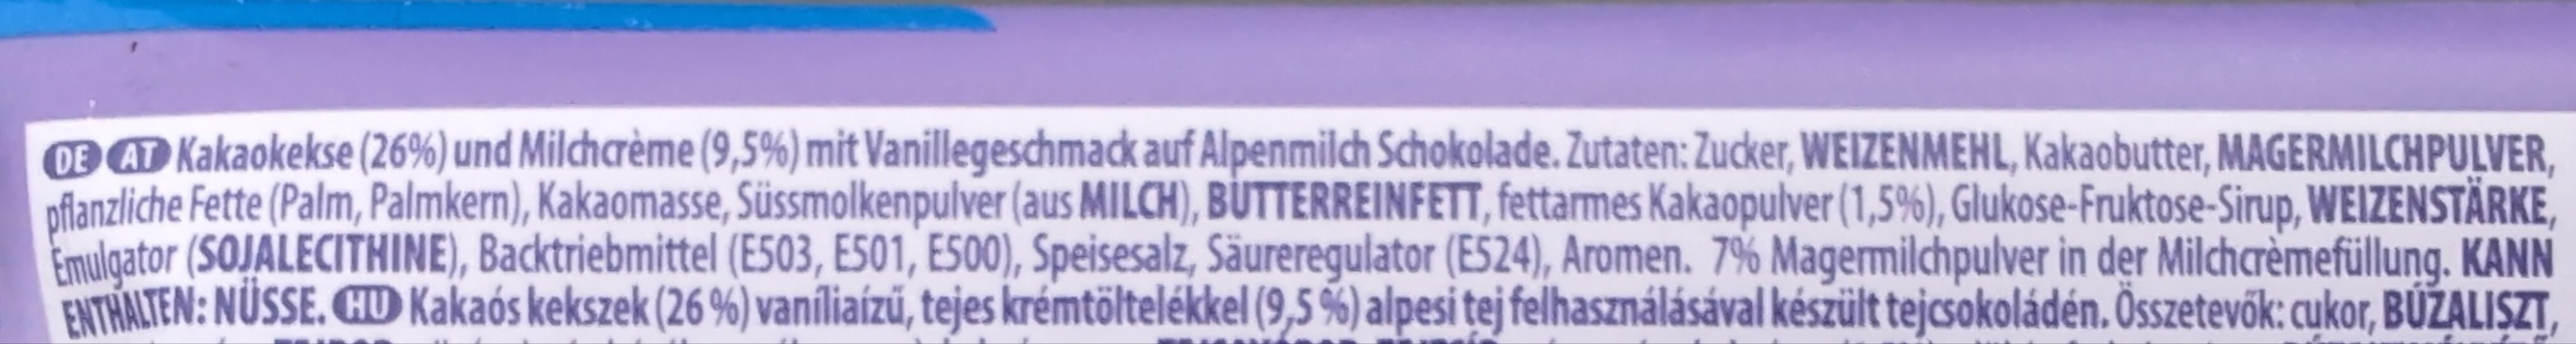 DE AT Kakaokekse (26%) und Milchcrème (9,5%) mit Vanillegeschmack auf Alpenmilch Schokolade. Zutaten: Zucker, WEIZENMEHL, Kakaobutter, MAGERMILCHPULVER,
pflanzliche Fette (Palm, Palmkern), Kakaomasse, Süssmolkenpulver (aus MILCH), BUTTERREINFETT, fettarmes Kakaopulver (1,5%), Glukose-Fruktose-Sirup, WEIZENSTÄRKE,
Emulgator (SOJALECITHINE), Backtriebmittel (E503, E501, E500), Speisesalz, Säureregulator (E524), Aromen. 7% Magermilchpulver in der Milchcrèmefüllung. KANN
ENTHALTEN: NÜSSE. HU Kakaós kekszek (26 %) vaníliaízű, tejes krémtöltelékkel (9,5 %) alpesi tej felhasználásával készült tejcsokoládén. Összetevők: cukor, BÚZALISZT,